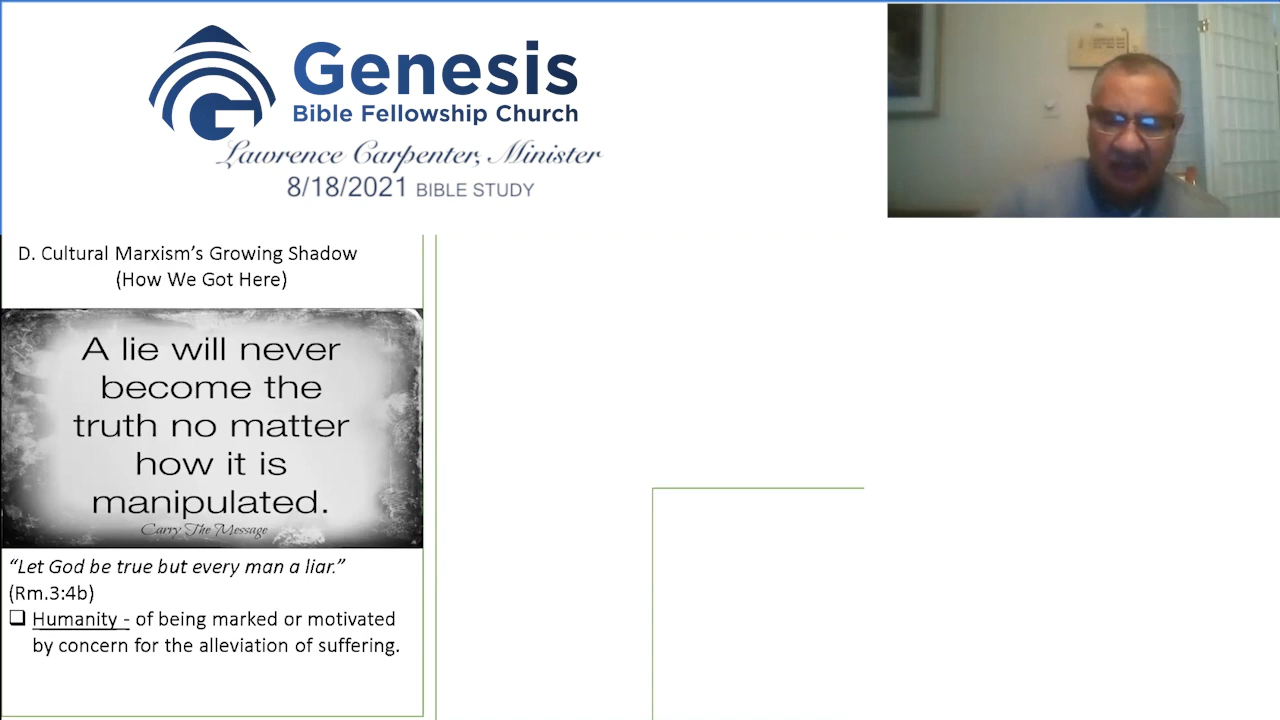 Genesis
Bible Fellowship Church
Lawrence Carpenter, Minister
8/18/2021 BIBLE STUDY
D. Cultural Marxism’s Growing Shadow
(How We Got Here)
A lie will never
become the
truth no matter
how it is
manipulated.
Carry The Message
“Let God be true but every man a liar.”
(Rm.3:4b)
❑ Humanity - of being marked or motivated
by concern for the alleviation of suffering.